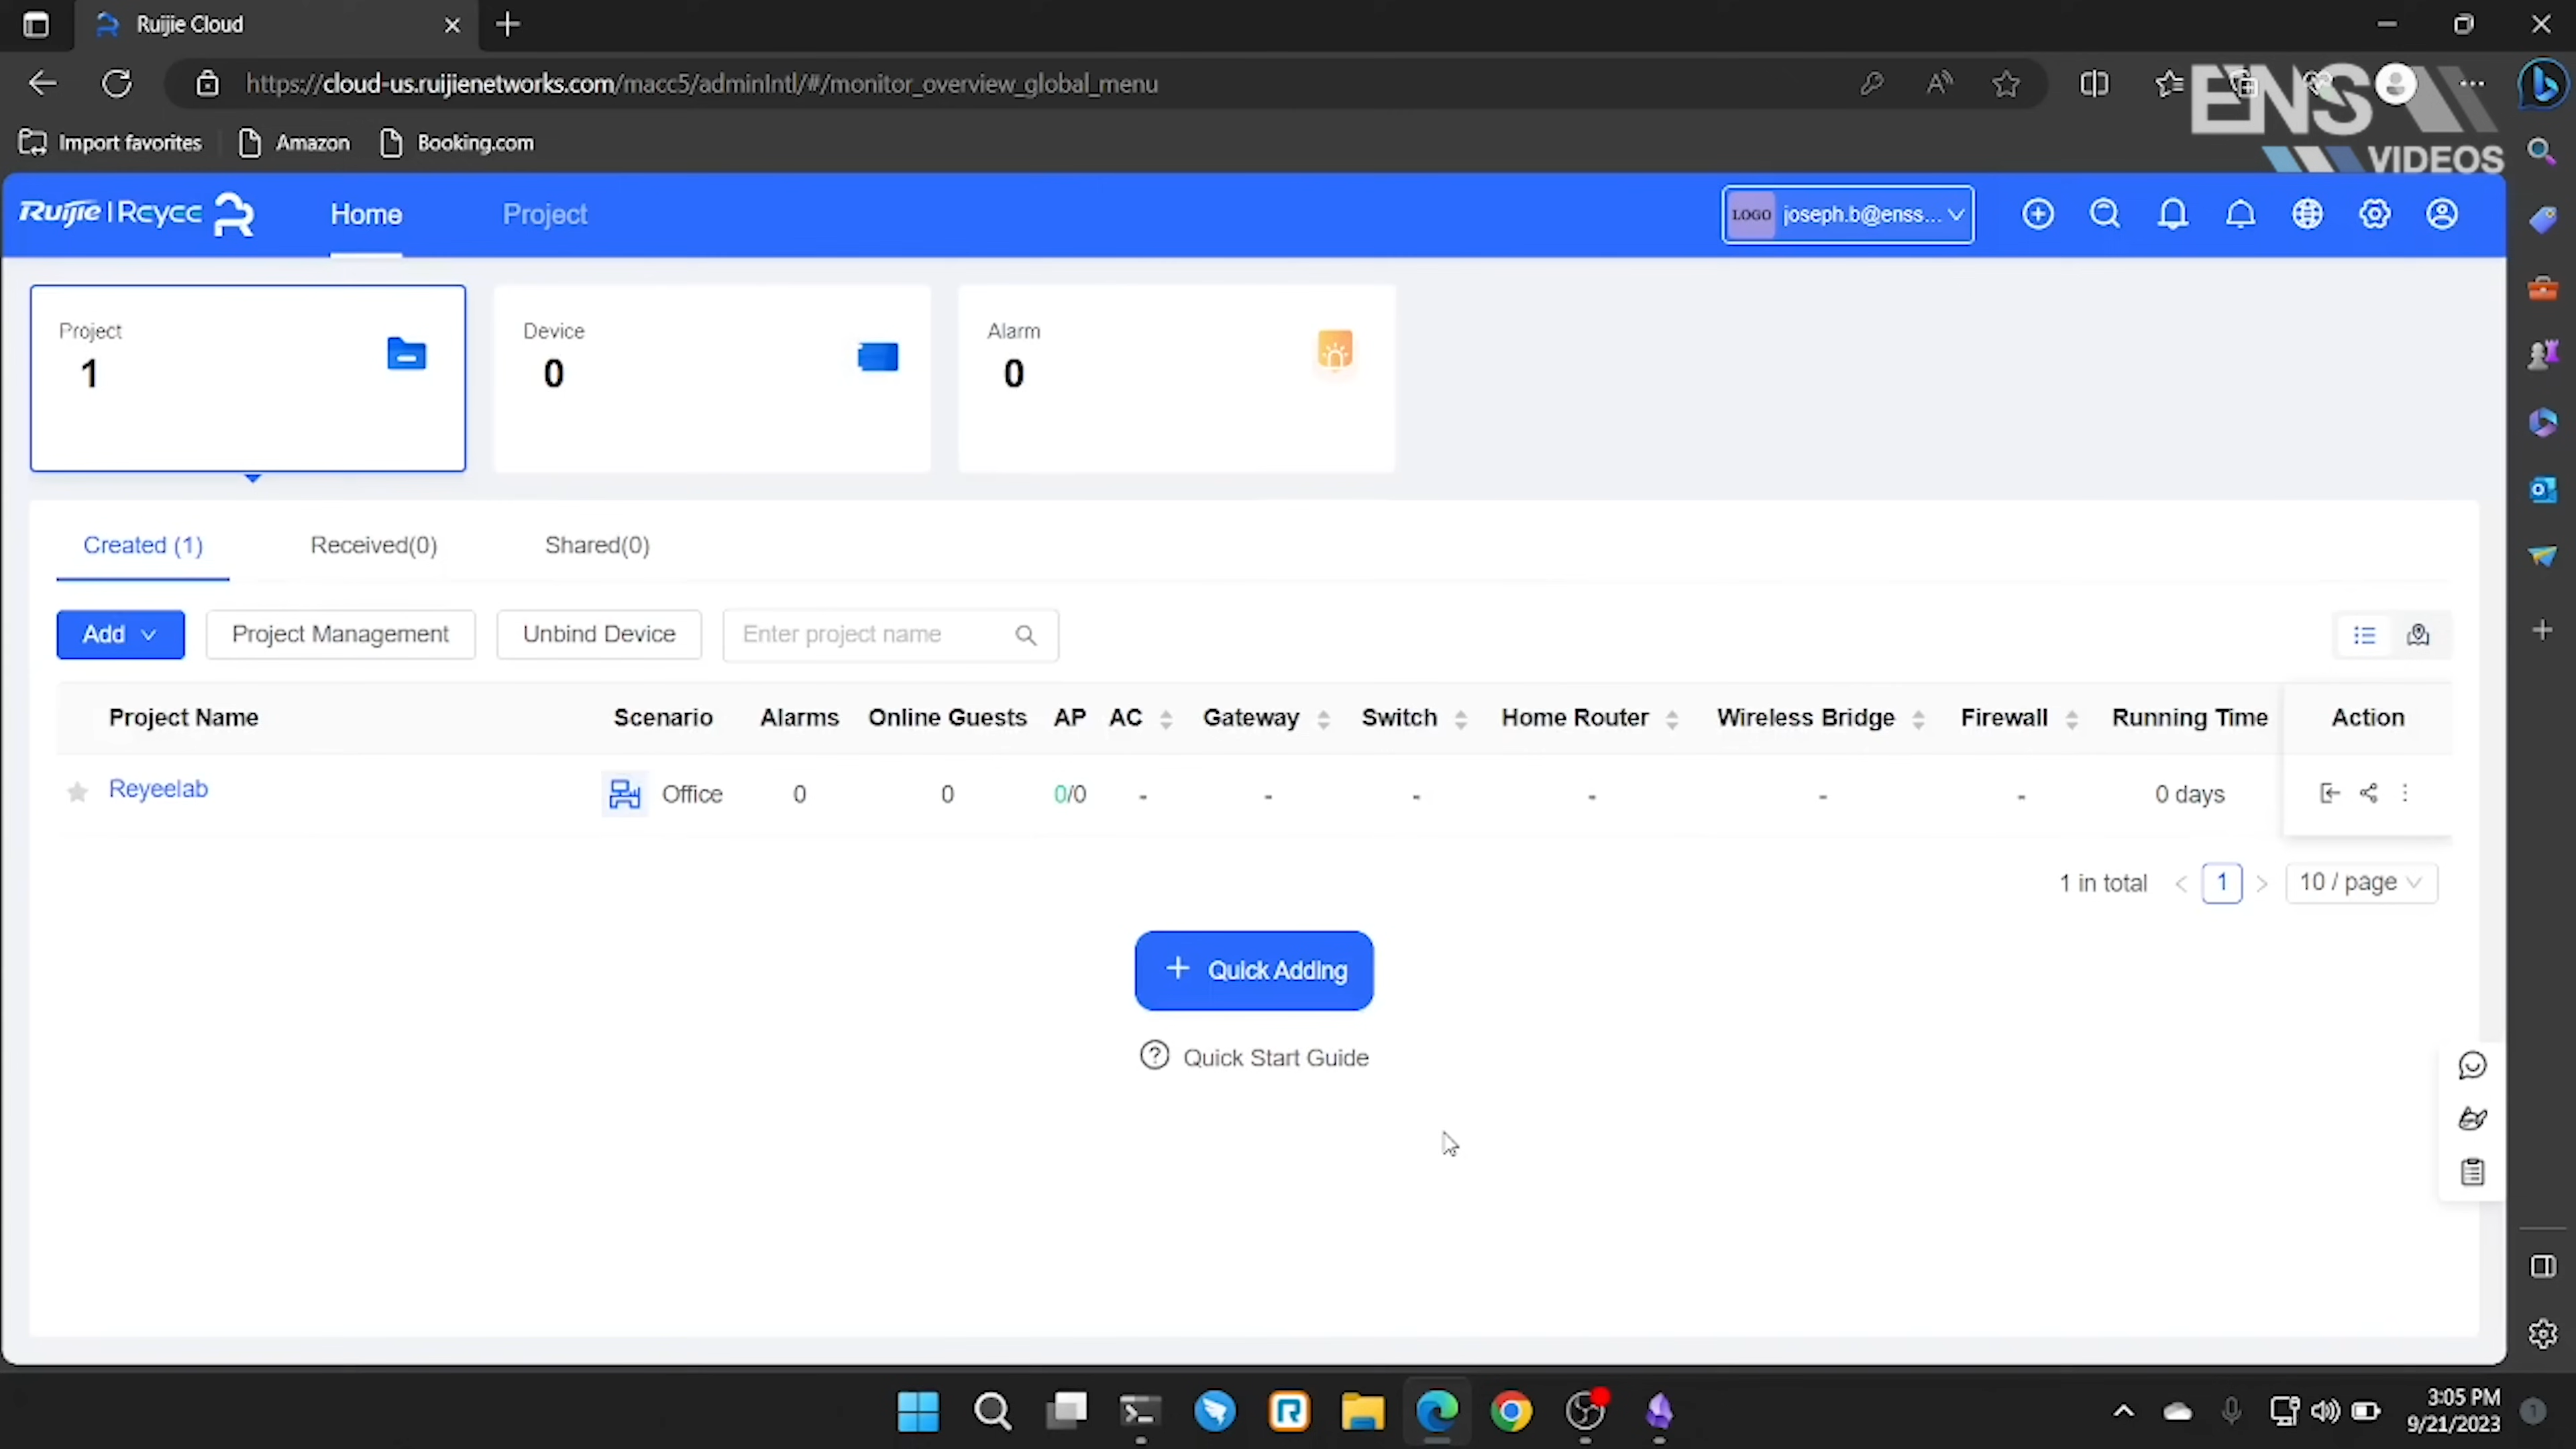 Ruijie Cloud
https://cloud-us.ruijienetworks.com/macc5/adminIntl/#/monitor_overview_global_menu
ENS
VIDEOS
Import favorites Amazon Booking.com
Ruijie | Reyee Home Project LOGO joseph.b@enss...
Project Device Alarm
1 0 0
Created (1) Received(0) Shared(0)
Add Project Management Unbind Device Enter project name
Project Name Scenario Alarms Online Guests AP AC Gateway Switch Home Router Wireless Bridge Firewall Running Time Action
Reyeelab Office 0 0 0/0 - - - - - - 0 days
1 in total < 1 > 10 / page
+ Quick Adding
Quick Start Guide
3:05 PM
9/21/2023